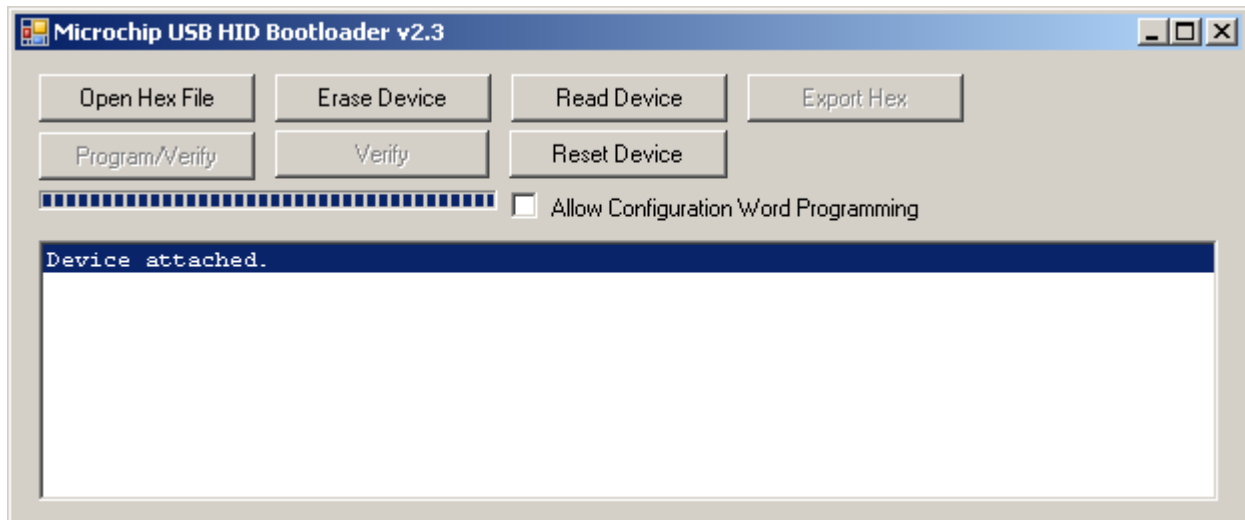 Microchip USB HID Bootloader v2.3
Open Hex File Erase Device Read Device Export Hex
Program/Verify Verify Reset Device
Allow Configuration Word Programming
Device attached.